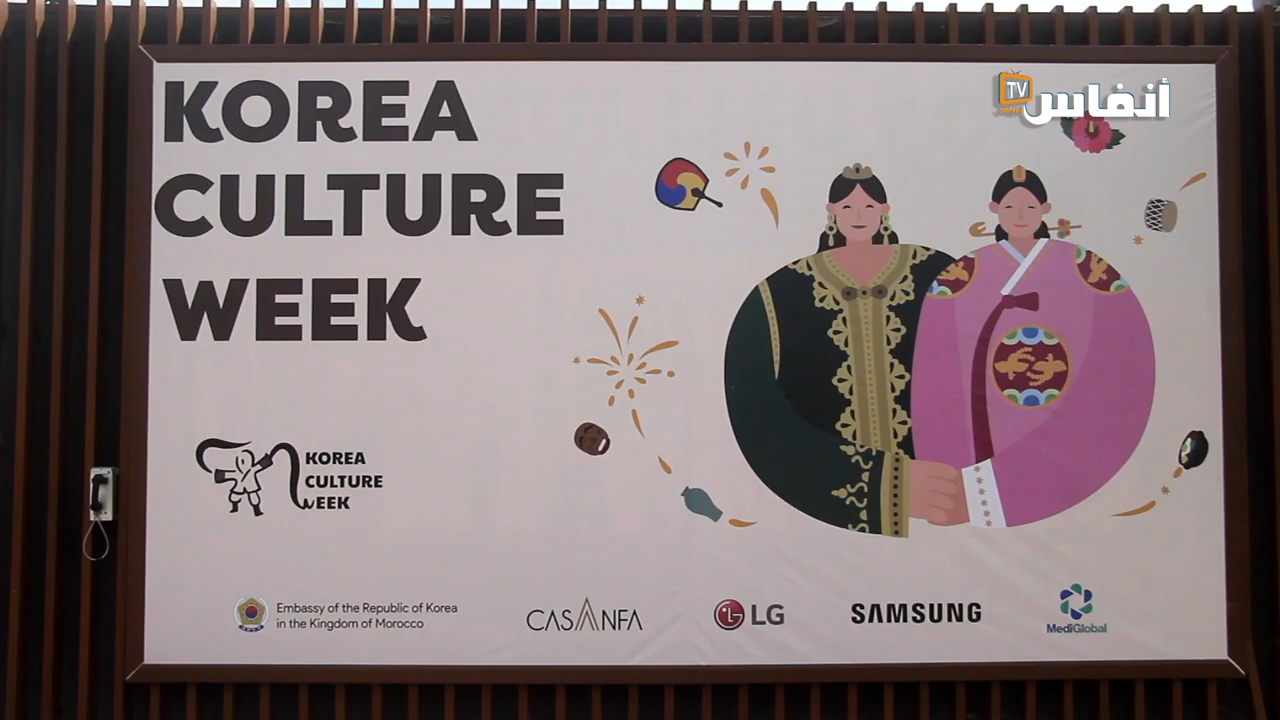 KOREA
CULTURE
WEEK
TV أنفاس
KOREA
CULTURE
WEEK
Embassy of the Republic of Korea
in the Kingdom of Morocco
CASANFA
LG
SAMSUNG
MediGlobal